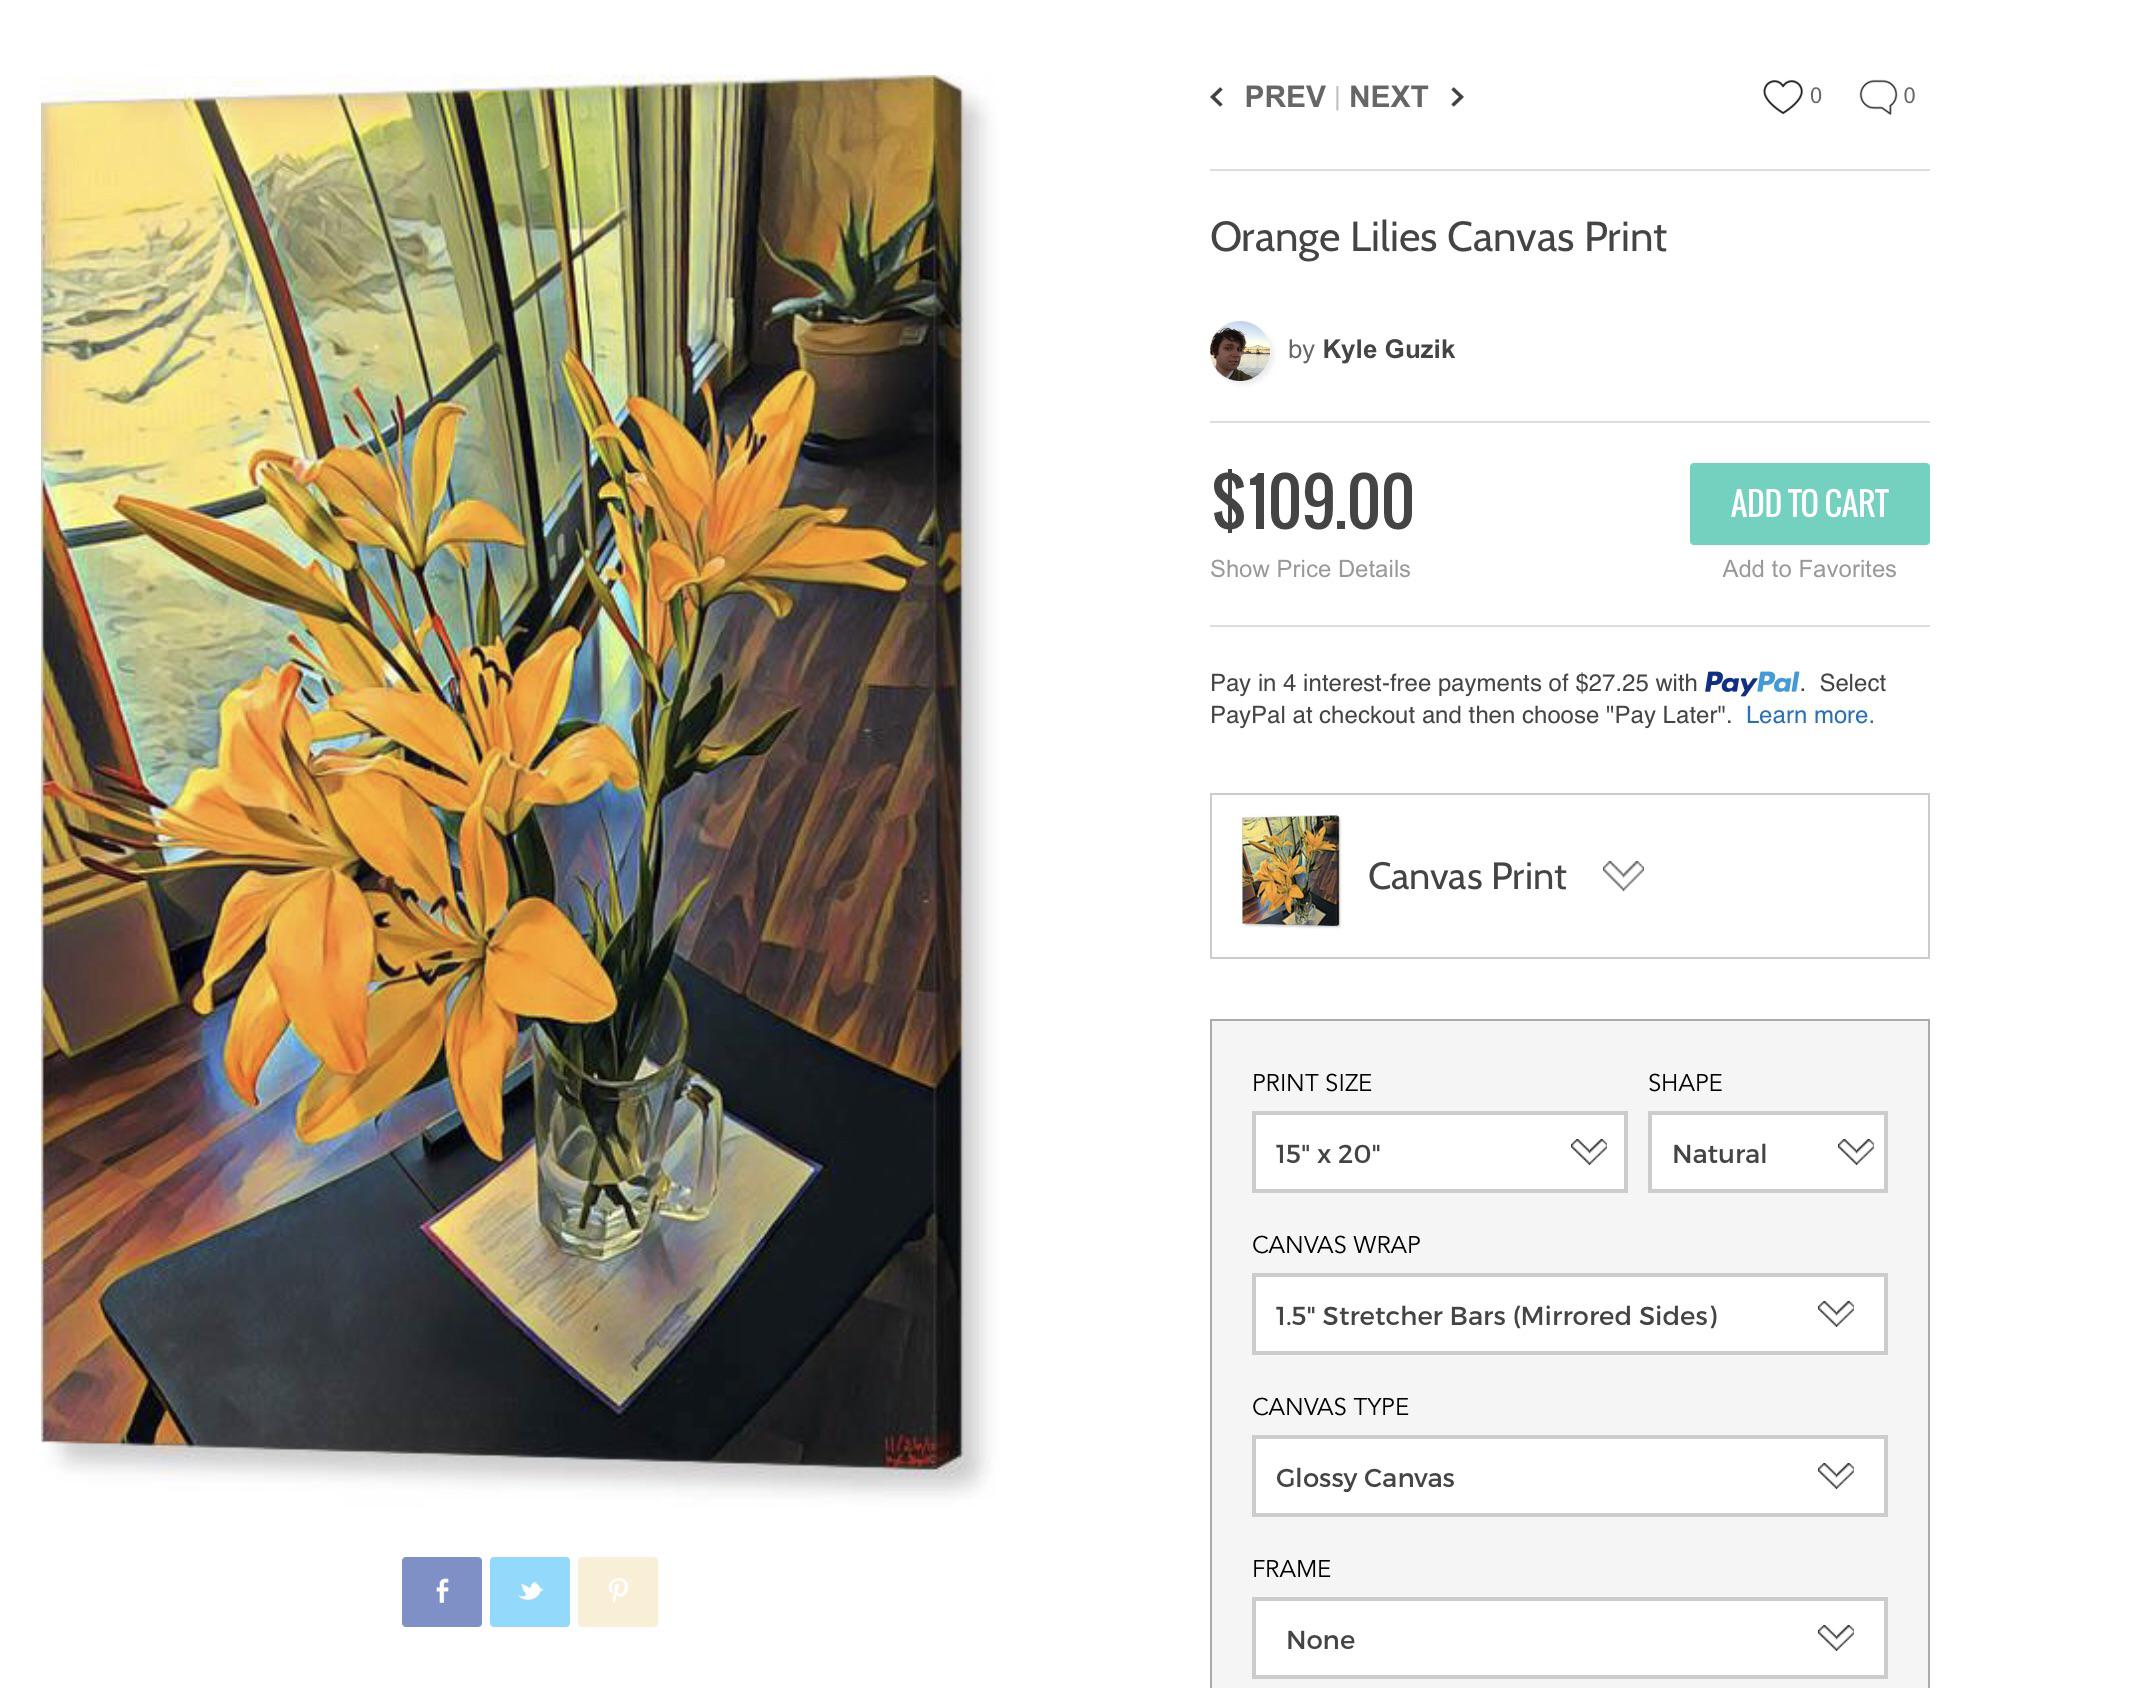 PREV | NEXT
0
0
Orange Lilies Canvas Print
by Kyle Guzik
$109.00
ADD TO CART
Show Price Details
Add to Favorites
Pay in 4 interest-free payments of $27.25 with PayPal. Select
PayPal at checkout and then choose "Pay Later". Learn more.
Canvas Print
PRINT SIZE
SHAPE
15" x 20"
Natural
CANVAS WRAP
1.5" Stretcher Bars (Mirrored Sides)
CANVAS TYPE
Glossy Canvas
FRAME
None